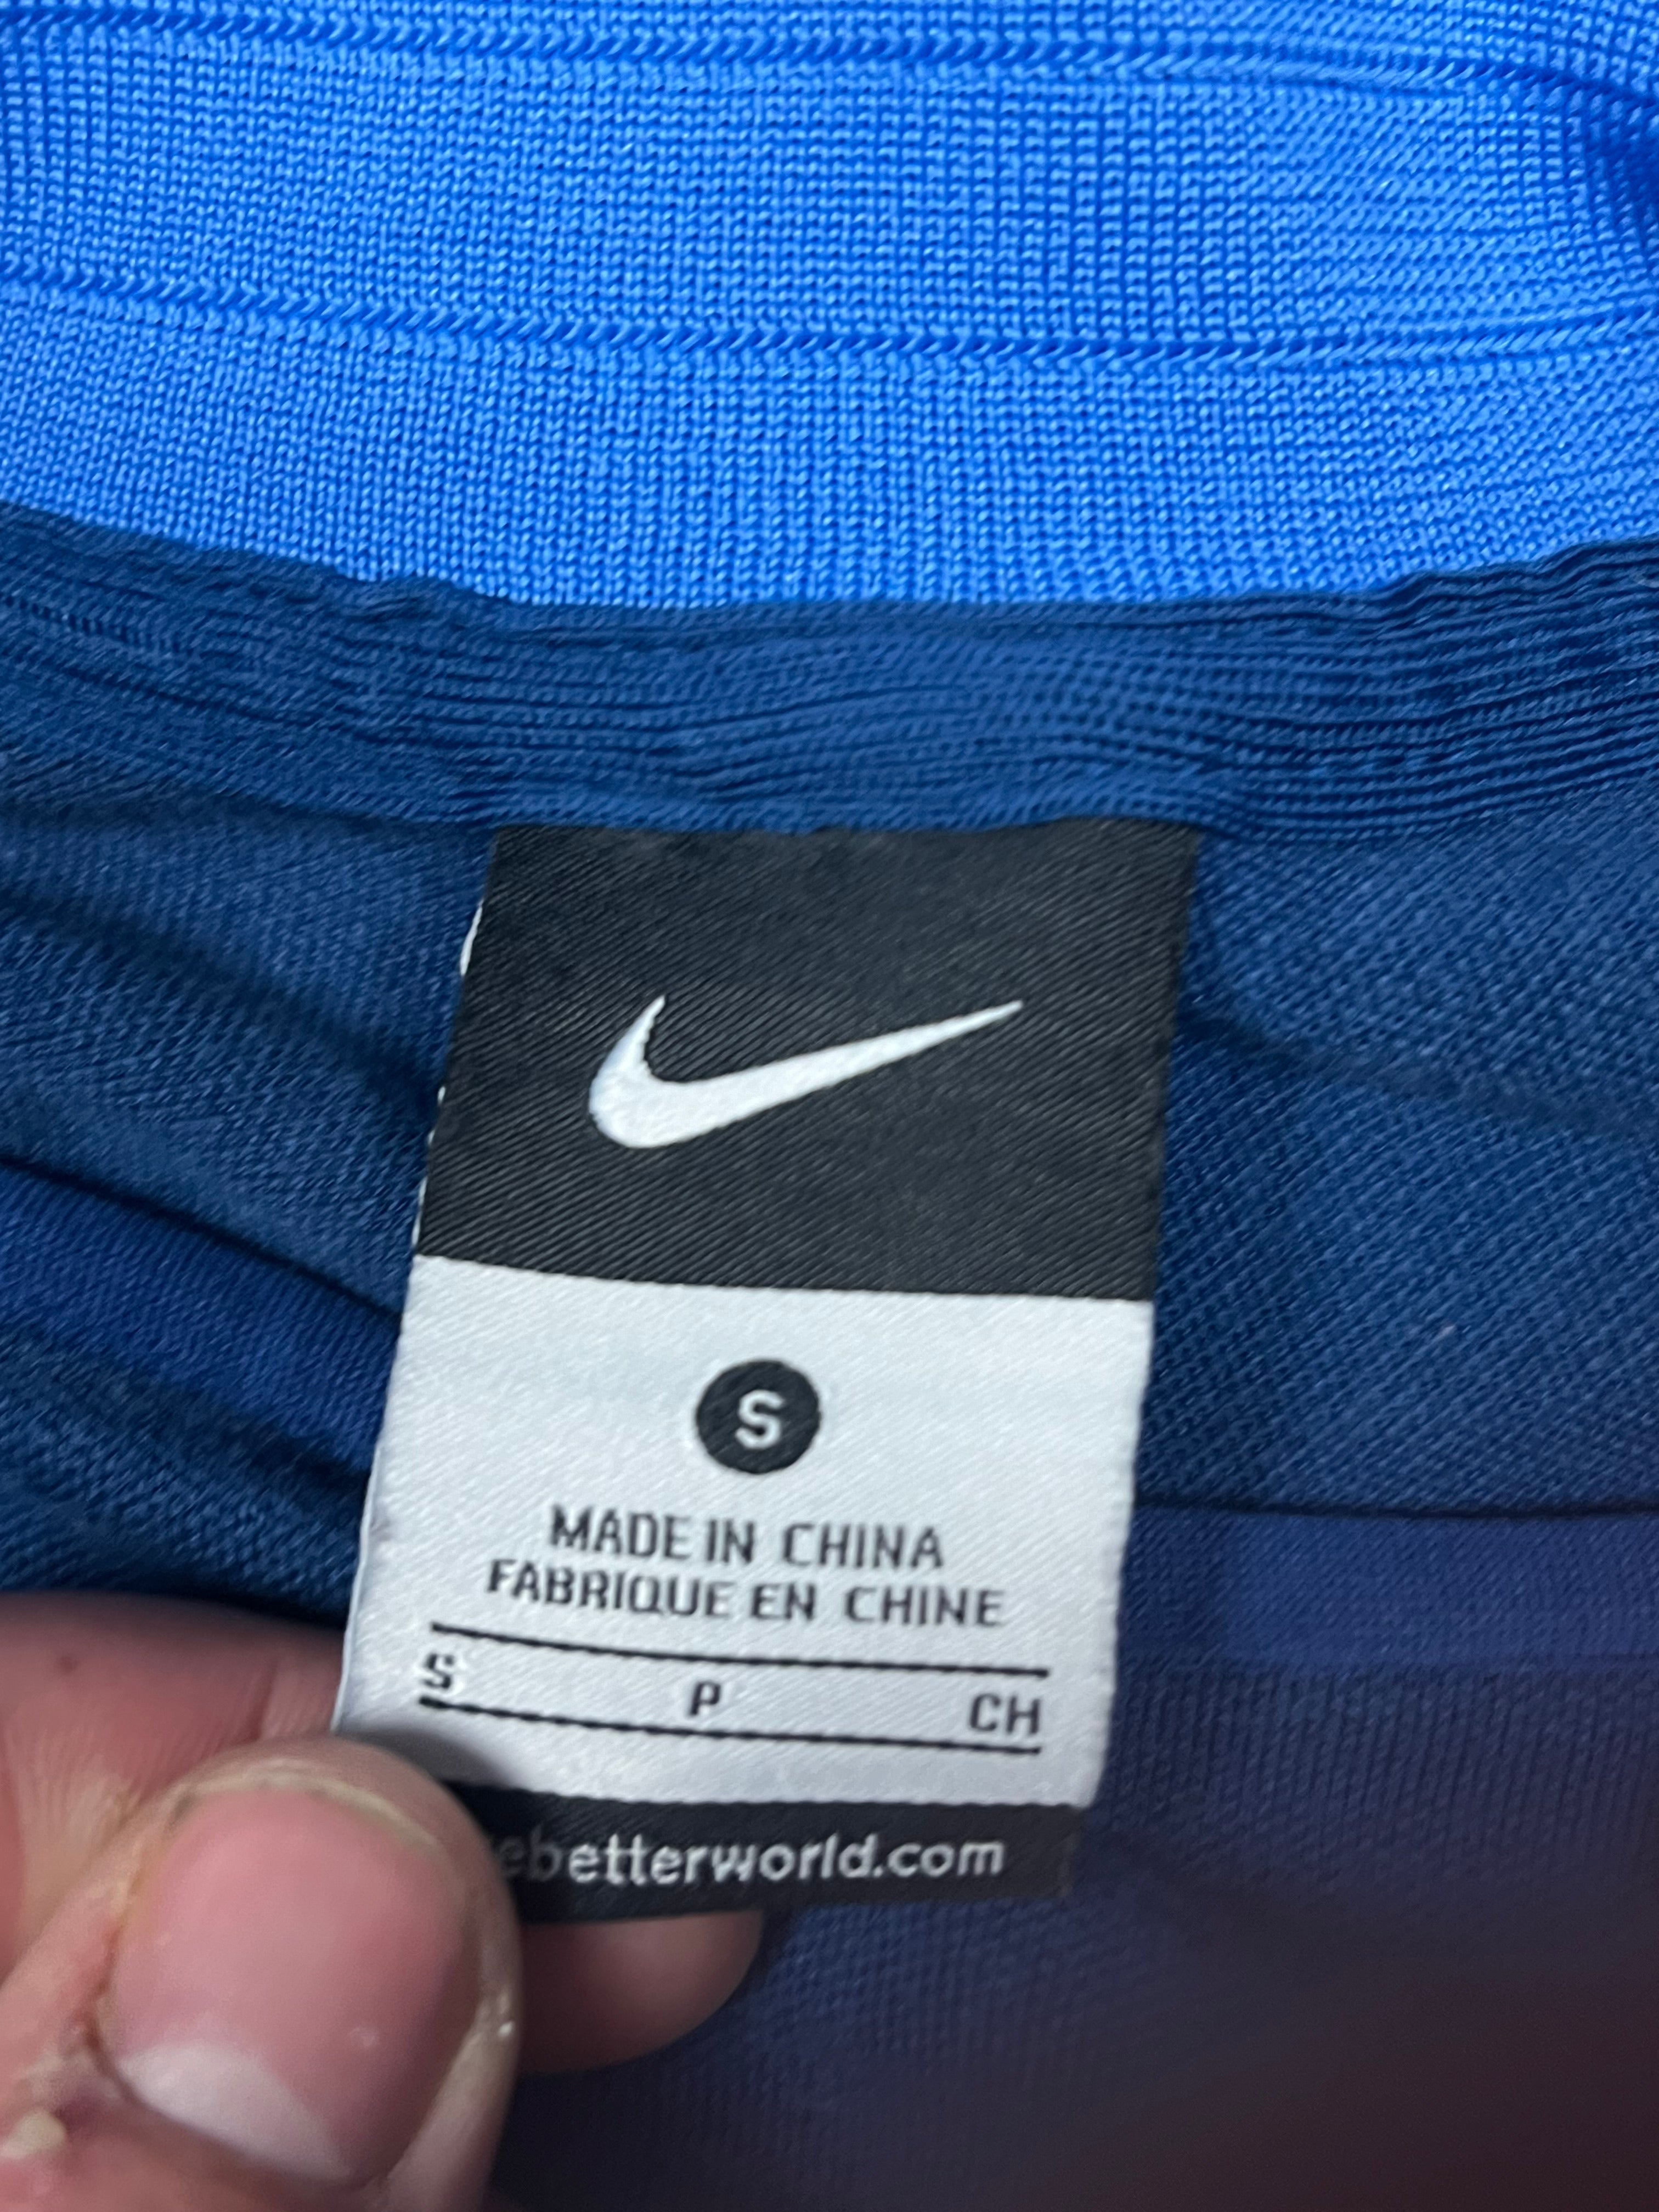 S
MADE IN CHINA
FABRIQUE EN CHINE
S P CH
ebetterworld.com